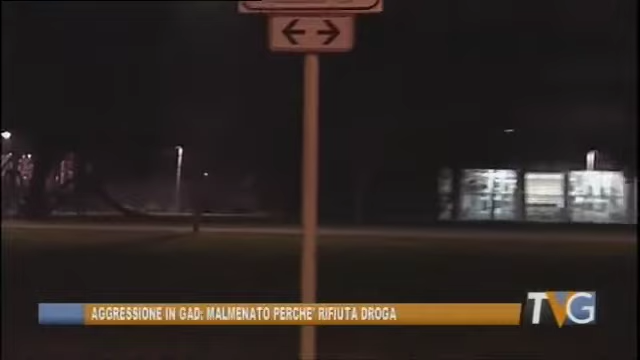 AGGRESSIONE IN GAD: MALMENATO PERCHE' RIFIUTA DROGA
TVG